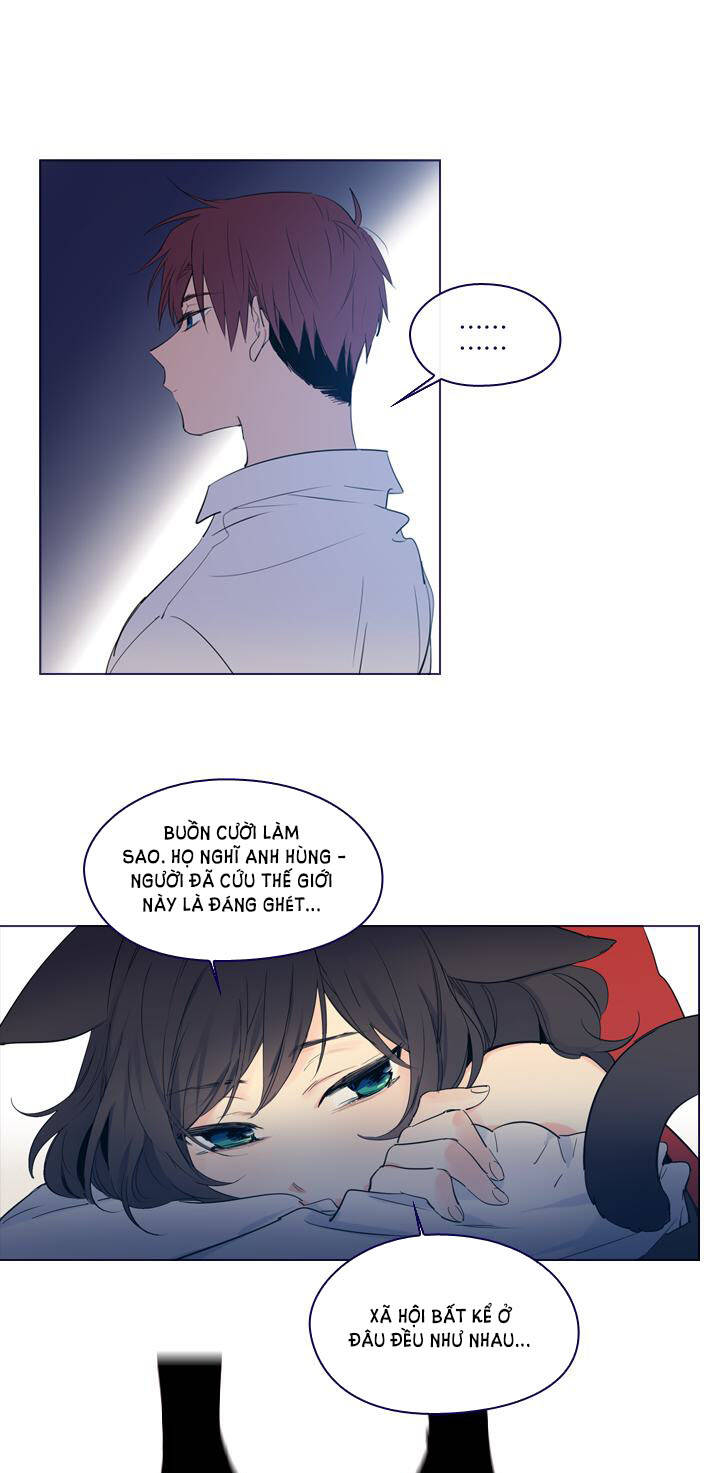 ......
......
BUỒN CƯỜI LÀM
SAO. HỌ NGHĨ ANH HÙNG -
NGƯỜI ĐÃ CỨU THẾ GIỚI
NÀY LÀ ĐÁNG GHÉT...
XÃ HỘI BẤT KỂ Ở
ĐÂU ĐỀU NHƯ NHAU...